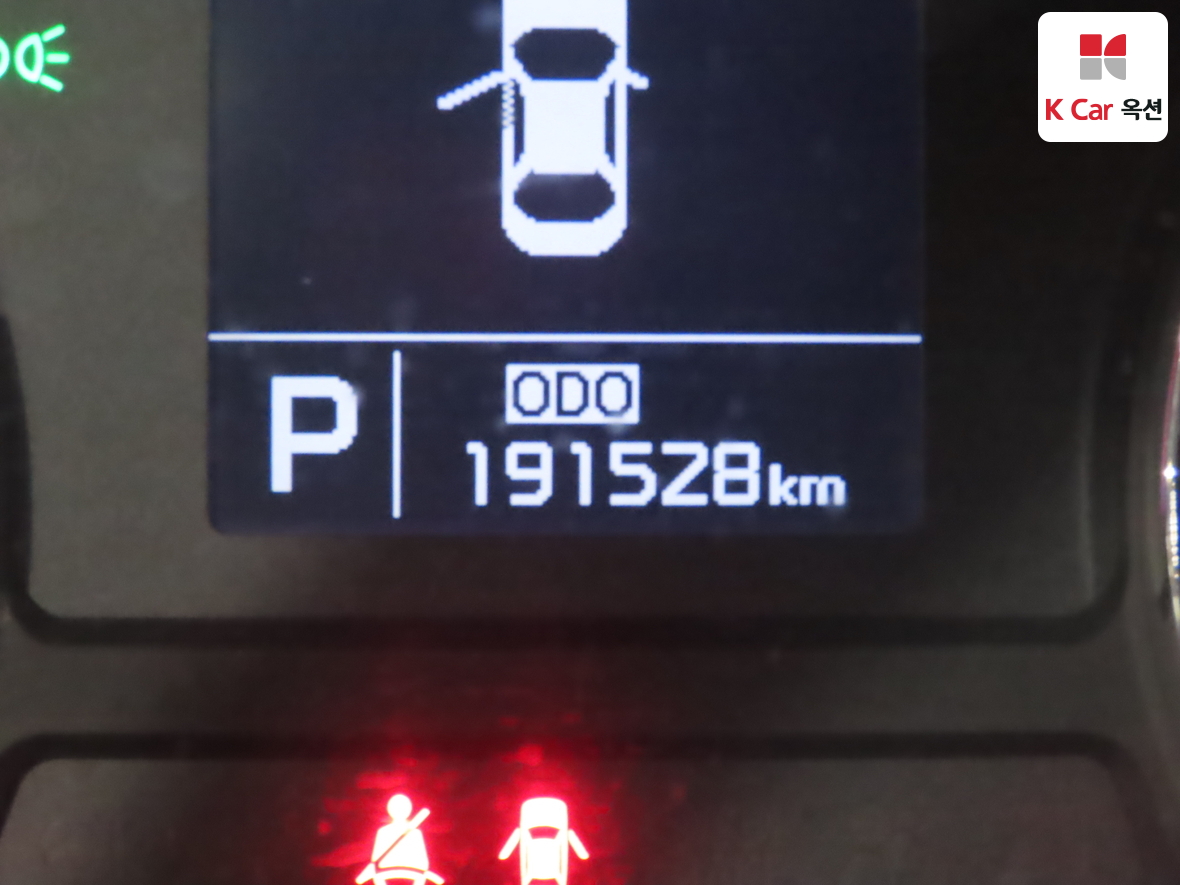 K Car 옥션
P
ODO
191528km